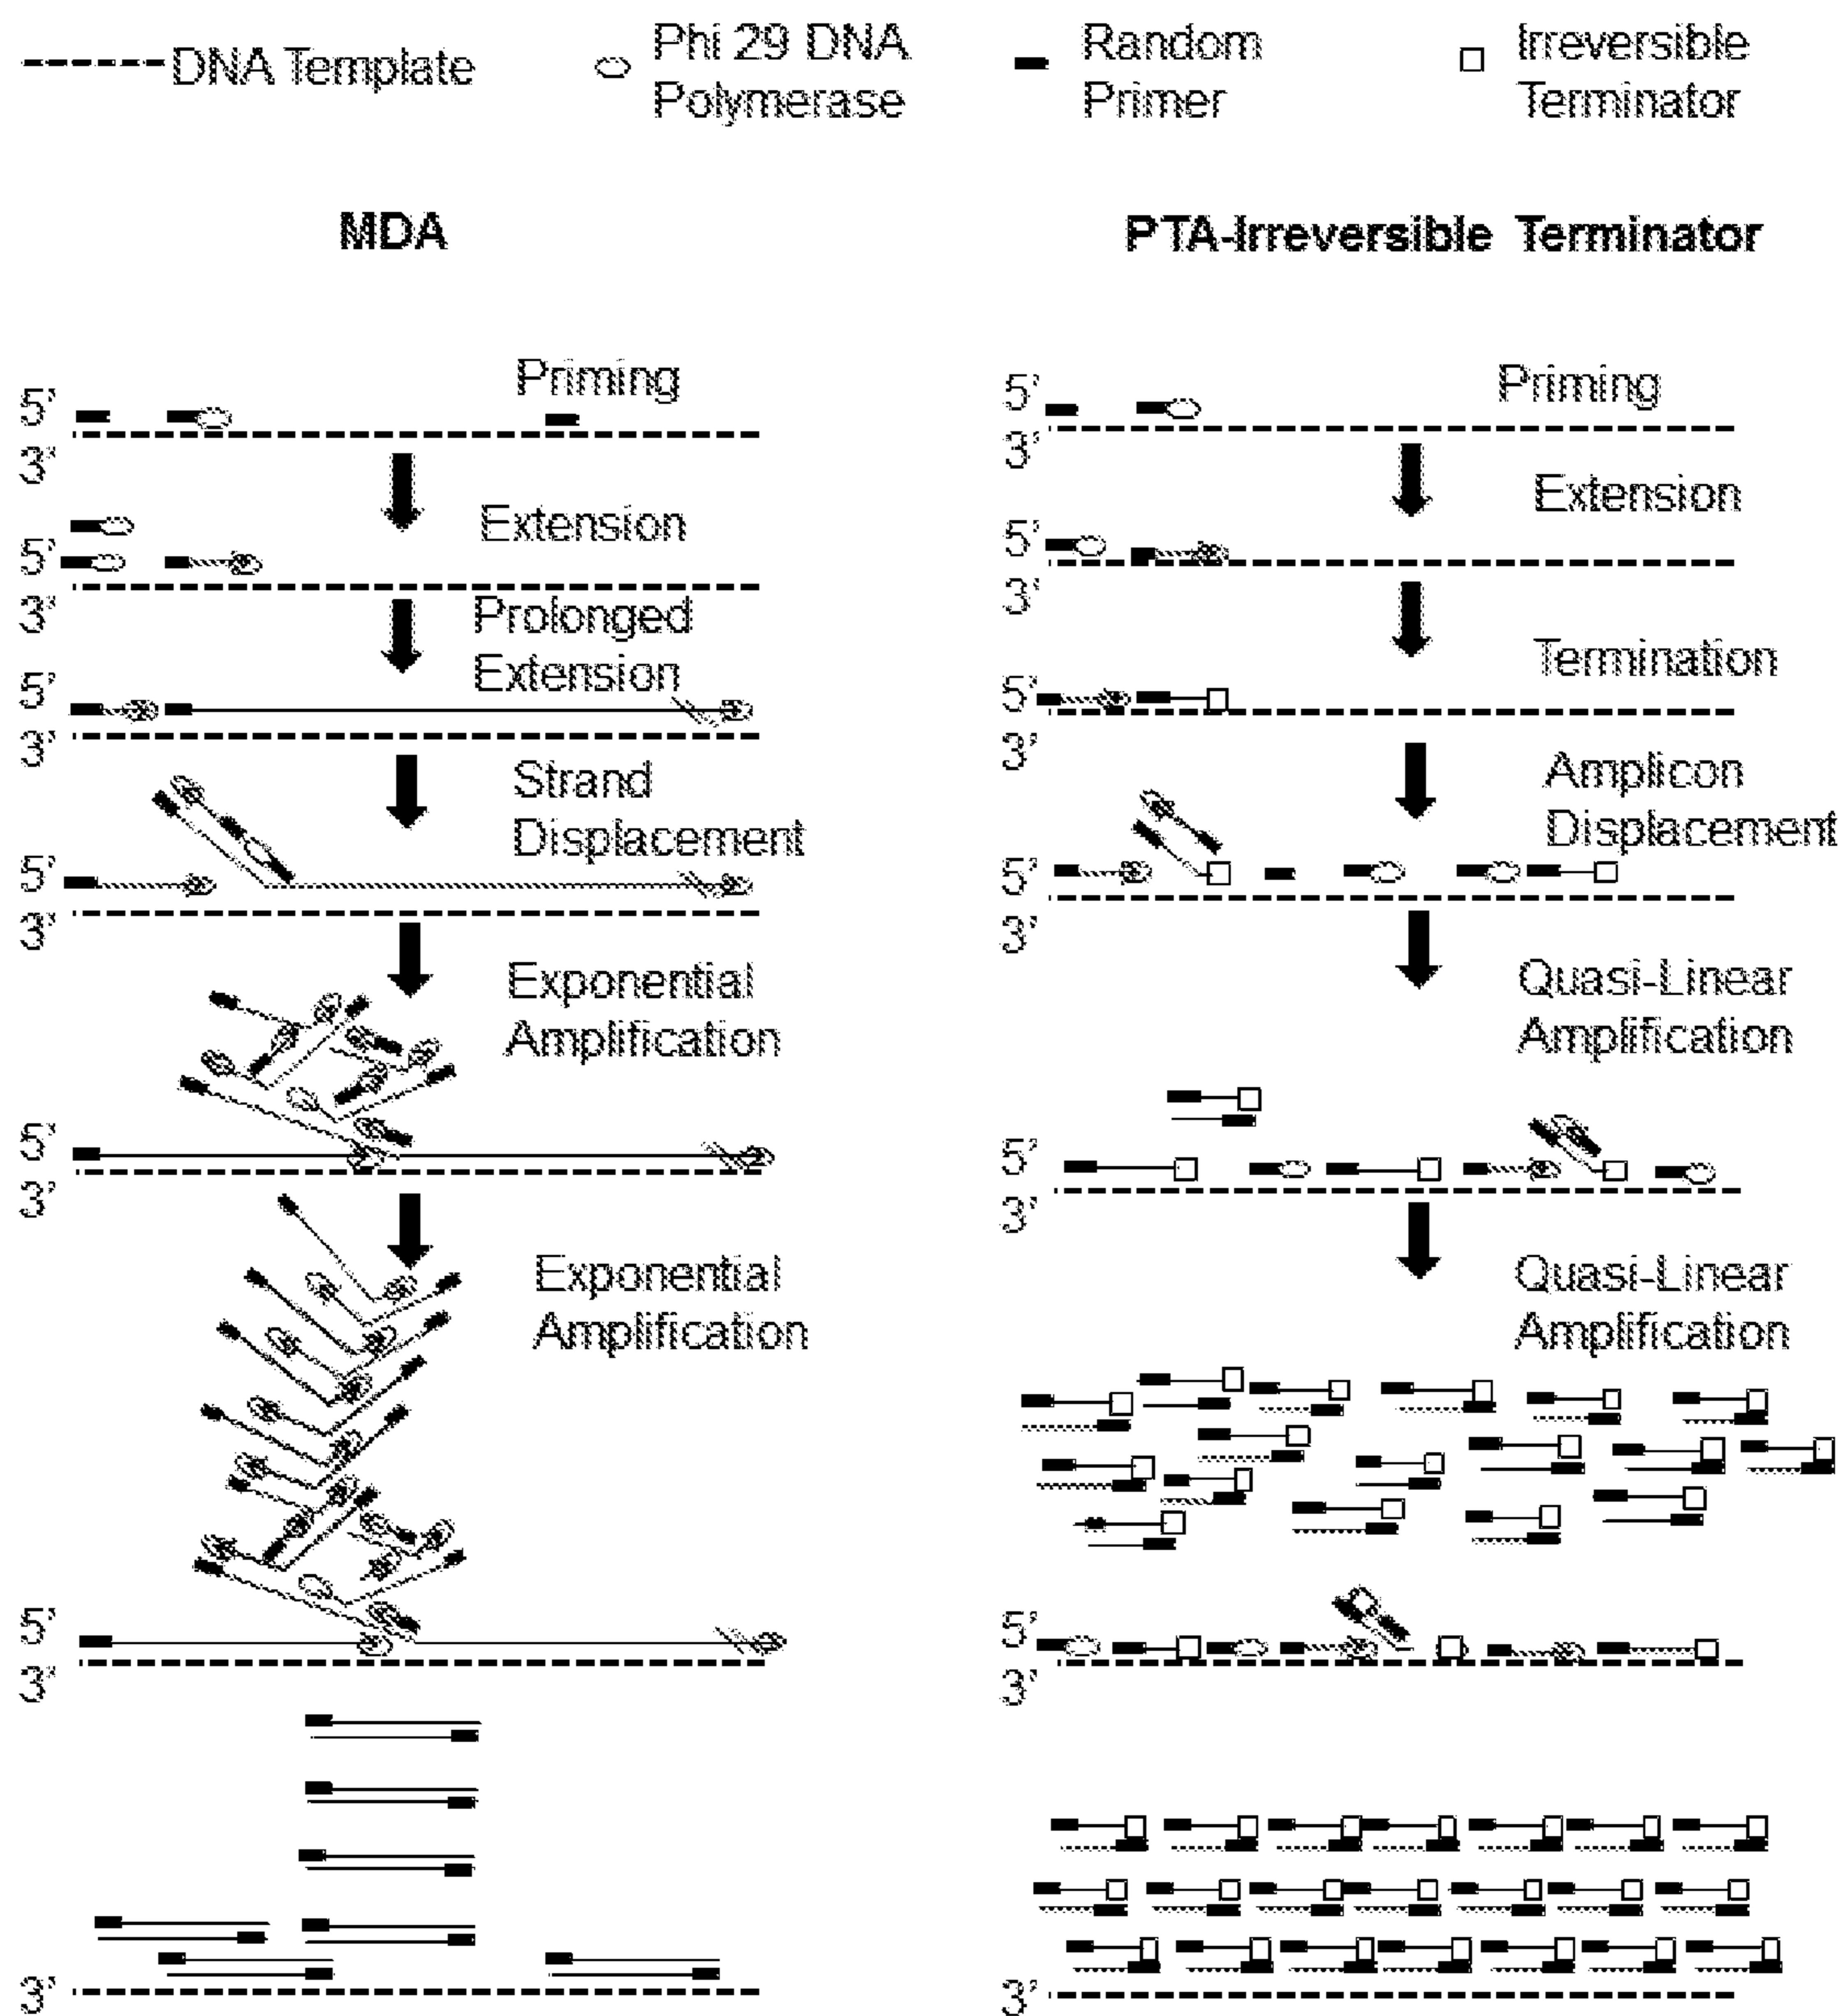 DNA Template
Phi 29 DNA
Polymerase
Random
Primer
Irreversible
Terminator
MDA
Priming
5'
3'
Extension
5'
3'
Prolonged
Extension
5'
3'
Strand
Displacement
5'
3'
Exponential
Amplification
5'
3'
Exponential
Amplification
5'
3'
3'
PTA-Irreversible Terminator
Priming
5'
3'
Extension
5'
3'
Termination
5'
3'
Amplicon
Displacement
5'
3'
Quasi-Linear
Amplification
5'
3'
Quasi-Linear
Amplification
5'
3'
3'